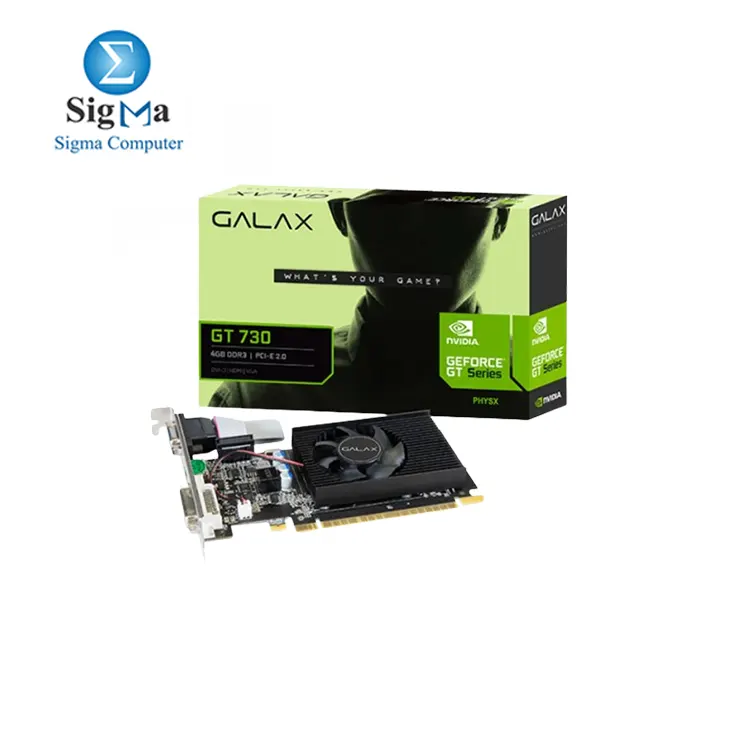 Σ
SigMa
Sigma Computer
GALAX
WHAT'S YOUR GAME?
GT 730
4GB DDR3 | PCI-E 2.0
NVIDIA
GEFORCE
GT Series
PHYSX
GALAX
GEFORCE
GT Series
NVIDIA
GALAX